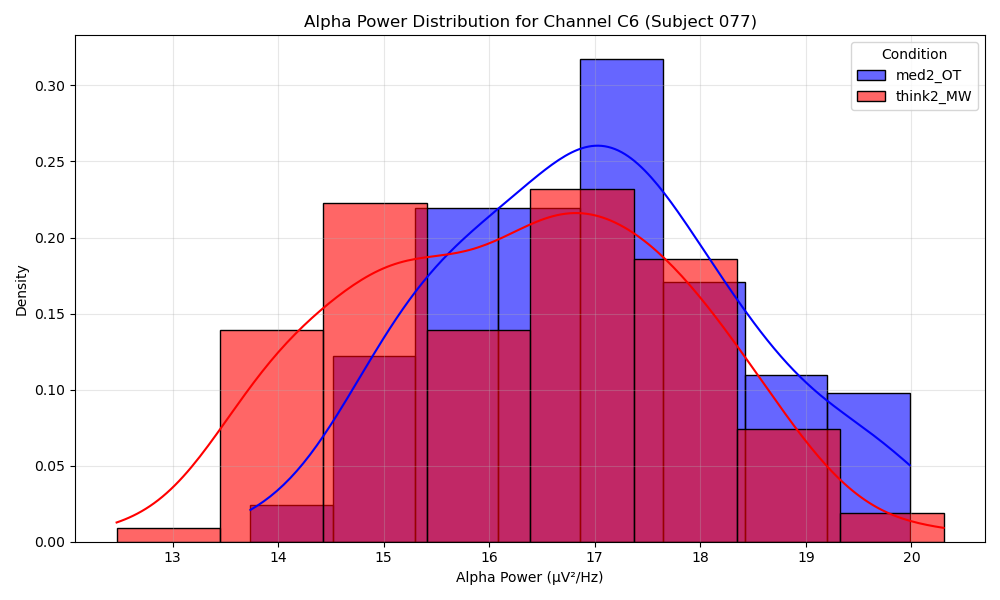 Alpha Power Distribution for Channel C6 (Subject 077)
Condition
med2_OT
think2_MW
Density
0.30
0.25
0.20
0.15
0.10
0.05
0.00
13 14 15 16 17 18 19 20
Alpha Power (µV²/Hz)